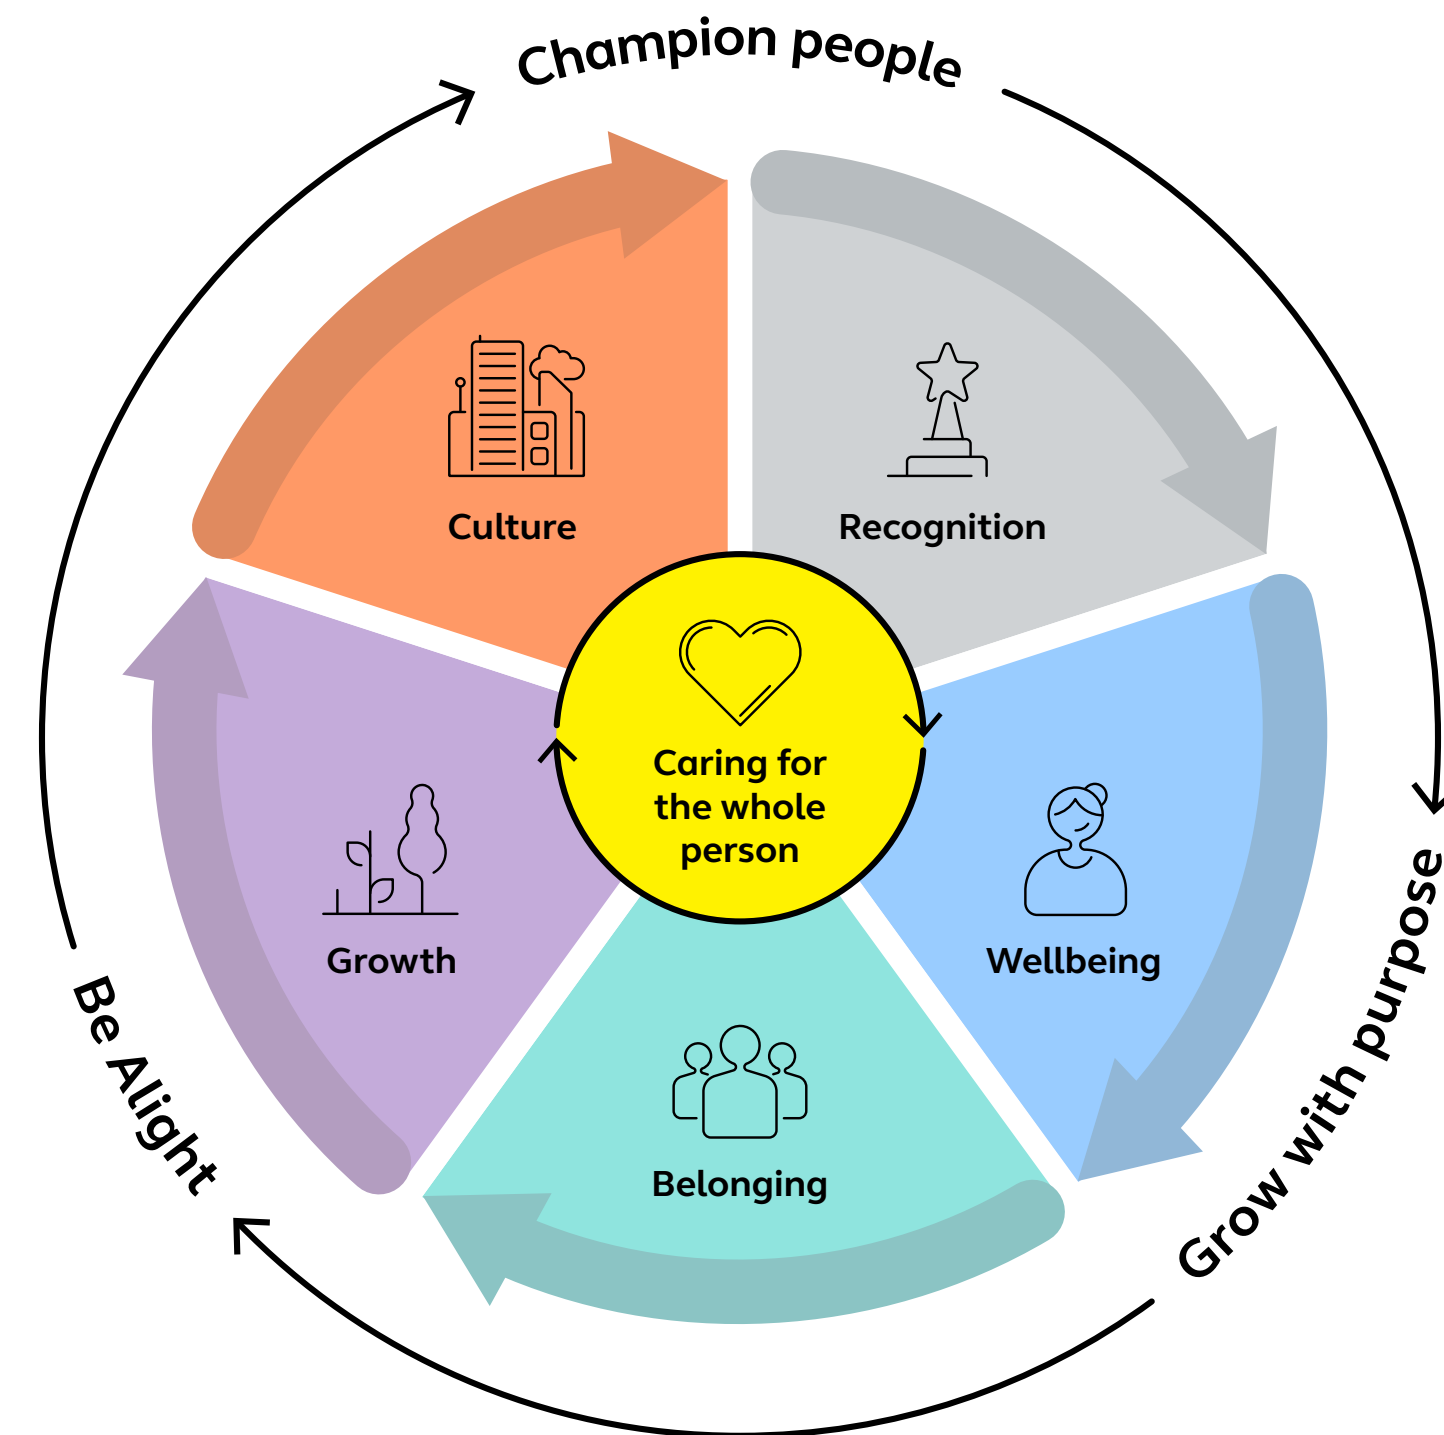 Champion people
Culture
Recognition
Caring for
the whole
person
Growth
Wellbeing
Belonging
Be Alight
Grow with purpose